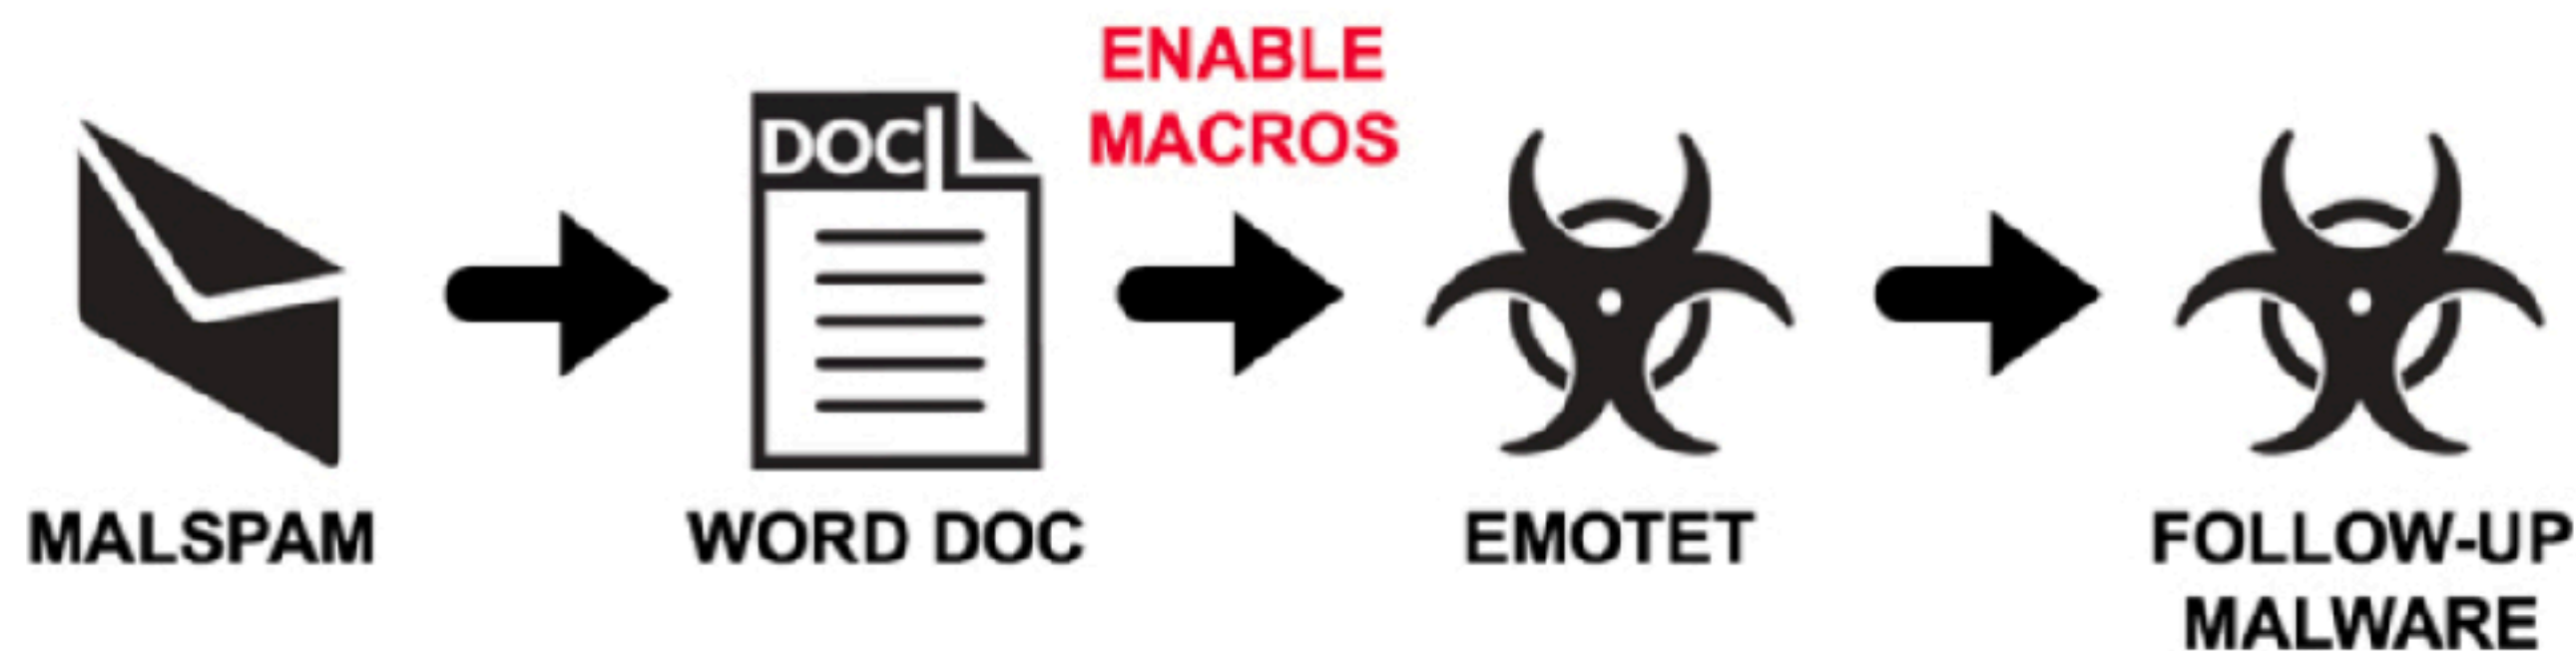 ENABLE
MACROS
DOC
MALSPAM
WORD DOC
EMOTET
FOLLOW-UP
MALWARE